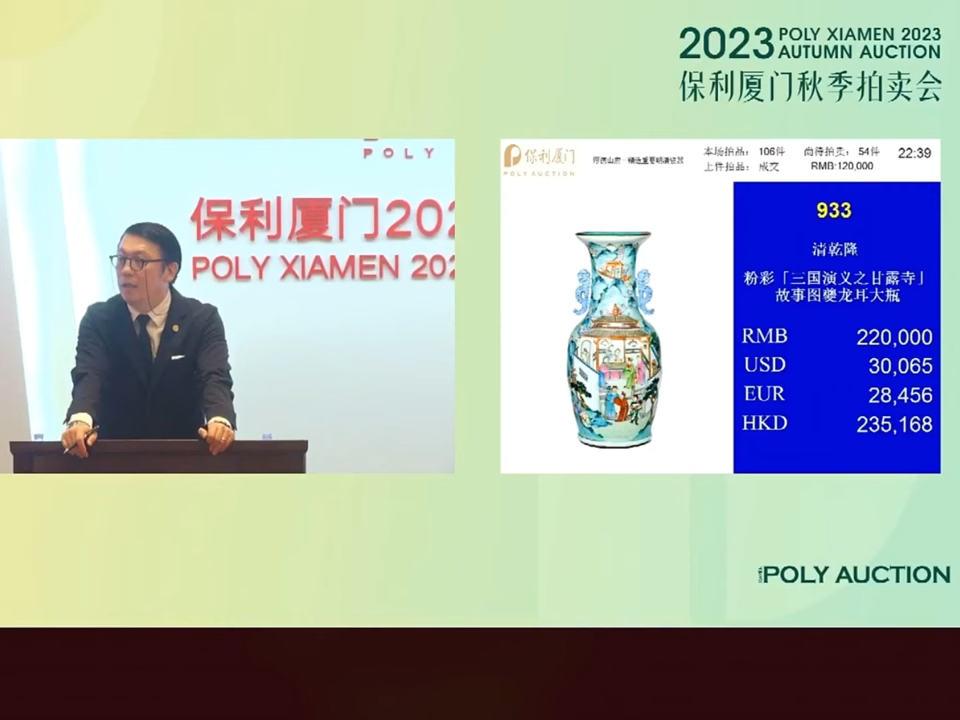 2023 POLY XIAMEN 2023
AUTUMN AUCTION
保利厦门秋季拍卖会
POLY
保利厦门202
POLY XIAMEN 202
保利厦门
POLY AUCTION
本场拍品: 106件 尚待拍卖: 54件 22:39
上件拍品: 成交 RMB:120,000
933
清乾隆
粉彩「三国演义之甘露寺」
故事图夔龙耳大瓶
RMB 220,000
USD 30,065
EUR 28,456
HKD 235,168
POLY AUCTION